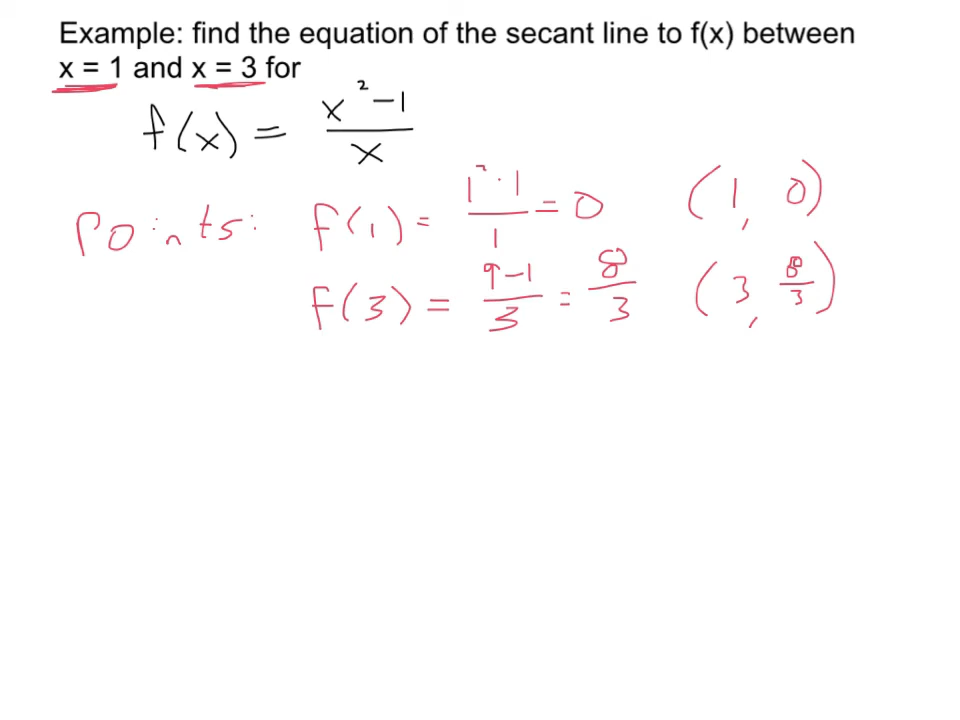 Example: find the equation of the secant line to f(x) between
x = 1 and x = 3 for
f(x) = (x² - 1)/x
Points: f(1) = (1² - 1)/1 = 0 (1, 0)
f(3) = (9 - 1)/3 = 8/3 (3, 8/3)